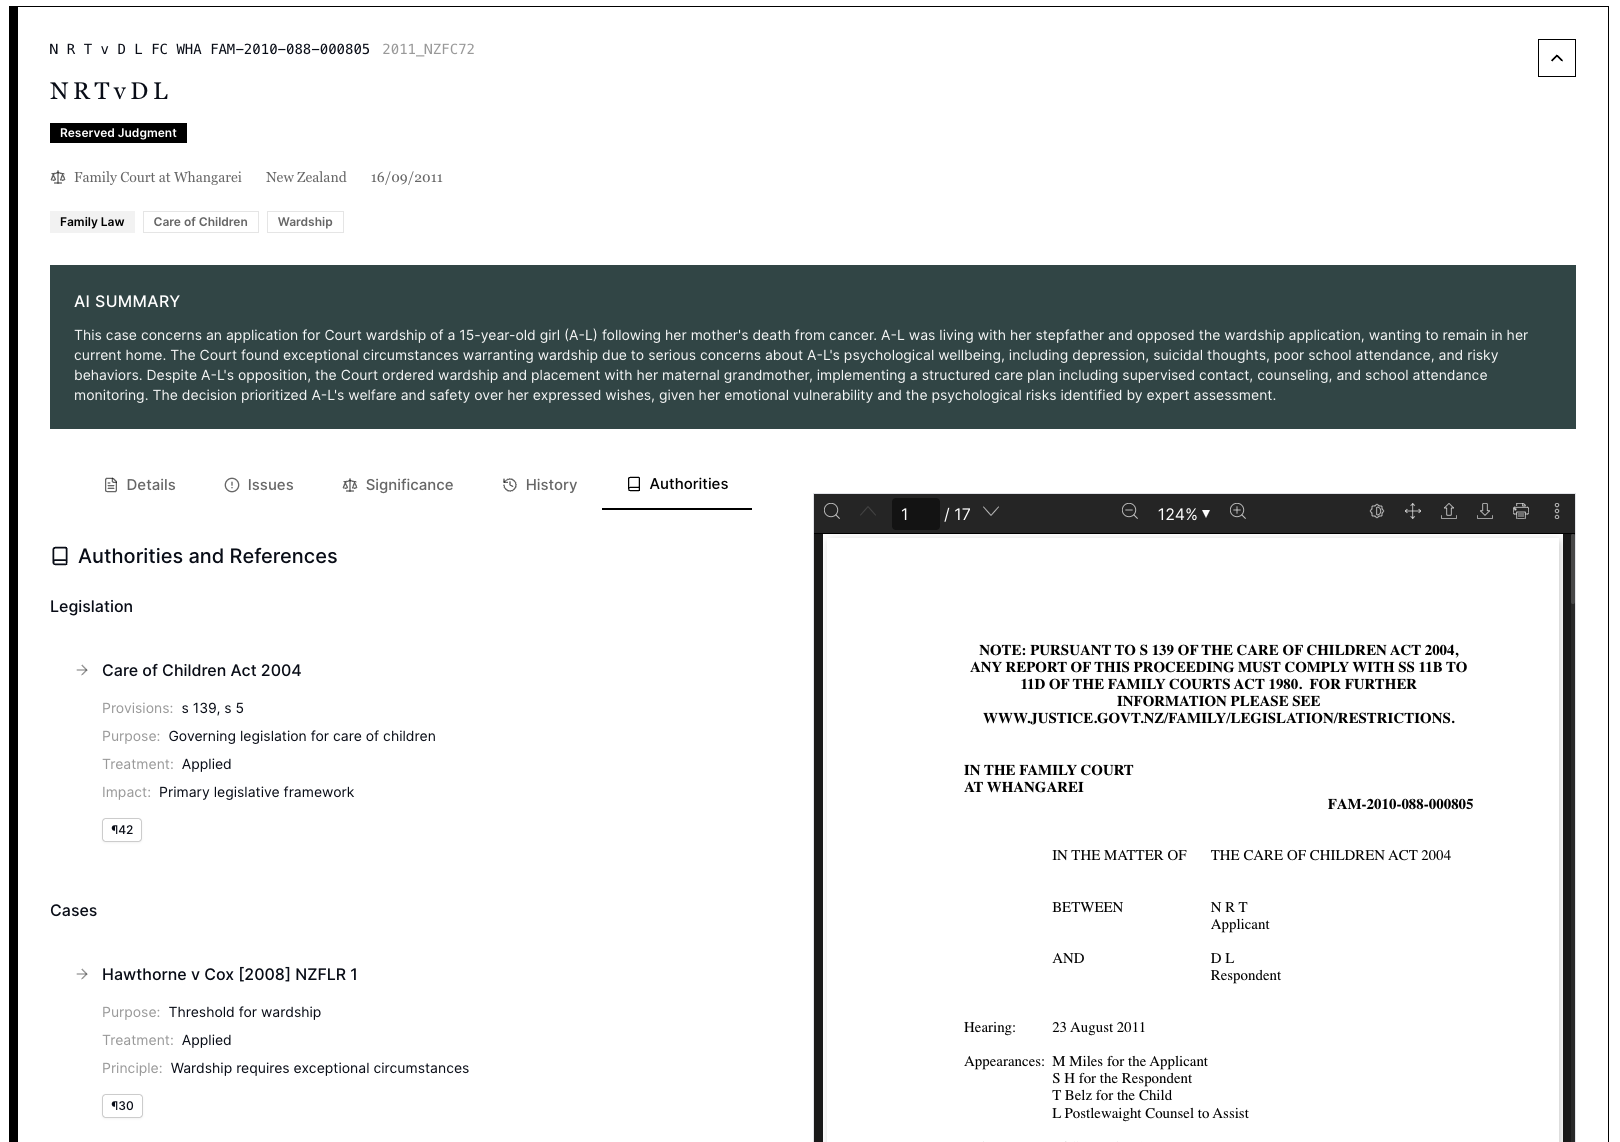 N R T v D L FC WHA FAM-2010-088-000805 2011_NZFC72
N R T v D L
Reserved Judgment
Family Court at Whangarei New Zealand 16/09/2011
Family Law Care of Children Wardship
AI SUMMARY
This case concerns an application for Court wardship of a 15-year-old girl (A-L) following her mother's death from cancer. A-L was living with her stepfather and opposed the wardship application, wanting to remain in her
current home. The Court found exceptional circumstances warranting wardship due to serious concerns about A-L's psychological wellbeing, including depression, suicidal thoughts, poor school attendance, and risky
behaviors. Despite A-L's opposition, the Court ordered wardship and placement with her maternal grandmother, implementing a structured care plan including supervised contact, counseling, and school attendance
monitoring. The decision prioritized A-L's welfare and safety over her expressed wishes, given her emotional vulnerability and the psychological risks identified by expert assessment.
Details Issues Significance History Authorities
Authorities and References
Legislation
Care of Children Act 2004
Provisions: s 139, s 5
Purpose: Governing legislation for care of children
Treatment: Applied
Impact: Primary legislative framework
¶42
Cases
Hawthorne v Cox [2008] NZFLR 1
Purpose: Threshold for wardship
Treatment: Applied
Principle: Wardship requires exceptional circumstances
¶30
1 / 17 124%
NOTE: PURSUANT TO S 139 OF THE CARE OF CHILDREN ACT 2004,
ANY REPORT OF THIS PROCEEDING MUST COMPLY WITH SS 11B TO
11D OF THE FAMILY COURTS ACT 1980. FOR FURTHER
INFORMATION PLEASE SEE
WWW.JUSTICE.GOVT.NZ/FAMILY/LEGISLATION/RESTRICTIONS.
IN THE FAMILY COURT
AT WHANGAREI
FAM-2010-088-000805
IN THE MATTER OF THE CARE OF CHILDREN ACT 2004
BETWEEN N R T
Applicant
AND D L
Respondent
Hearing: 23 August 2011
Appearances: M Miles for the Applicant
S H for the Respondent
T Belz for the Child
L Postlewaight Counsel to Assist